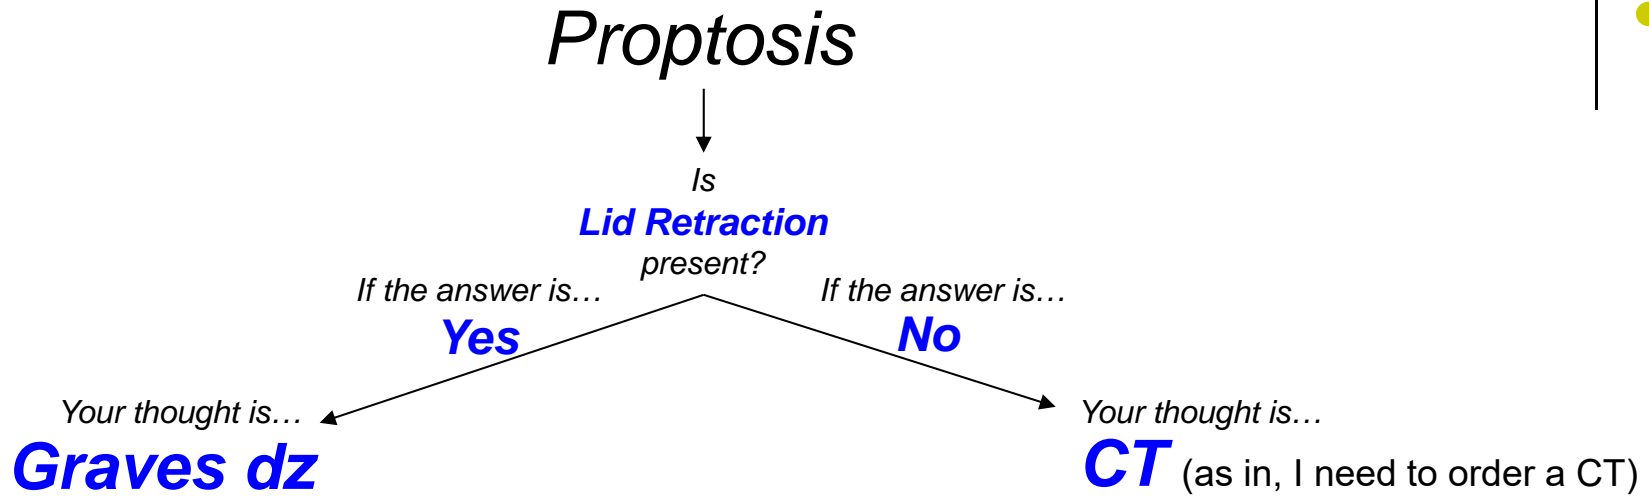 Proptosis
Is
Lid Retraction
present?
If the answer is…
Yes
If the answer is…
No
Your thought is…
Graves dz
Your thought is…
CT (as in, I need to order a CT)